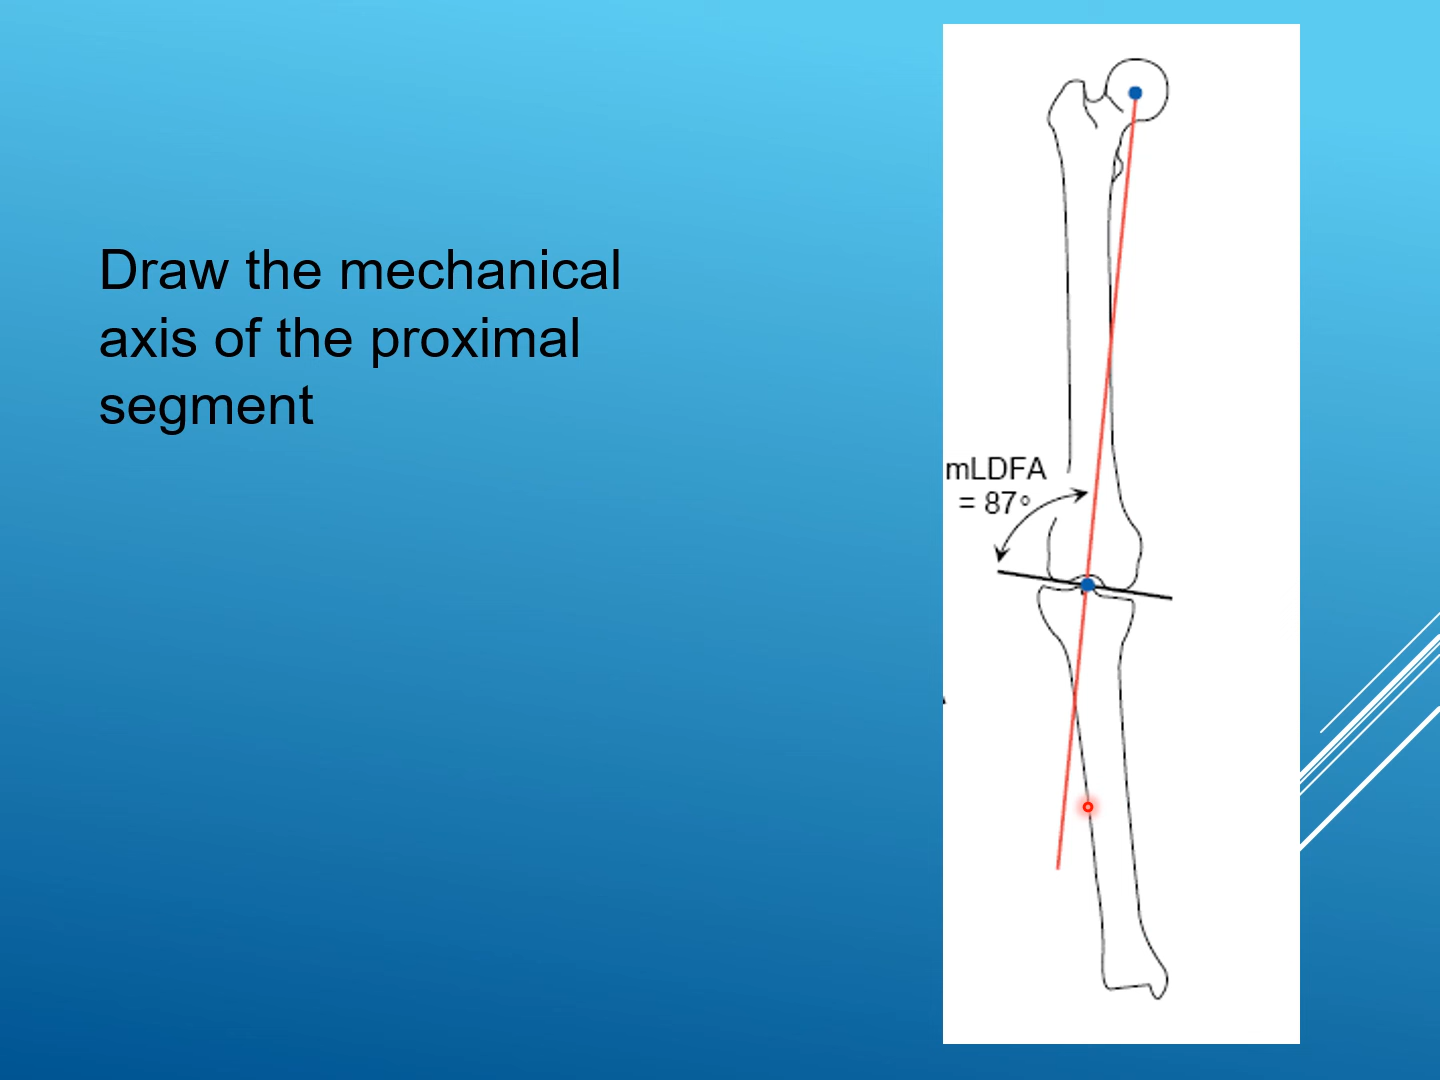 Draw the mechanical
axis of the proximal
segment
mLDFA
= 87°